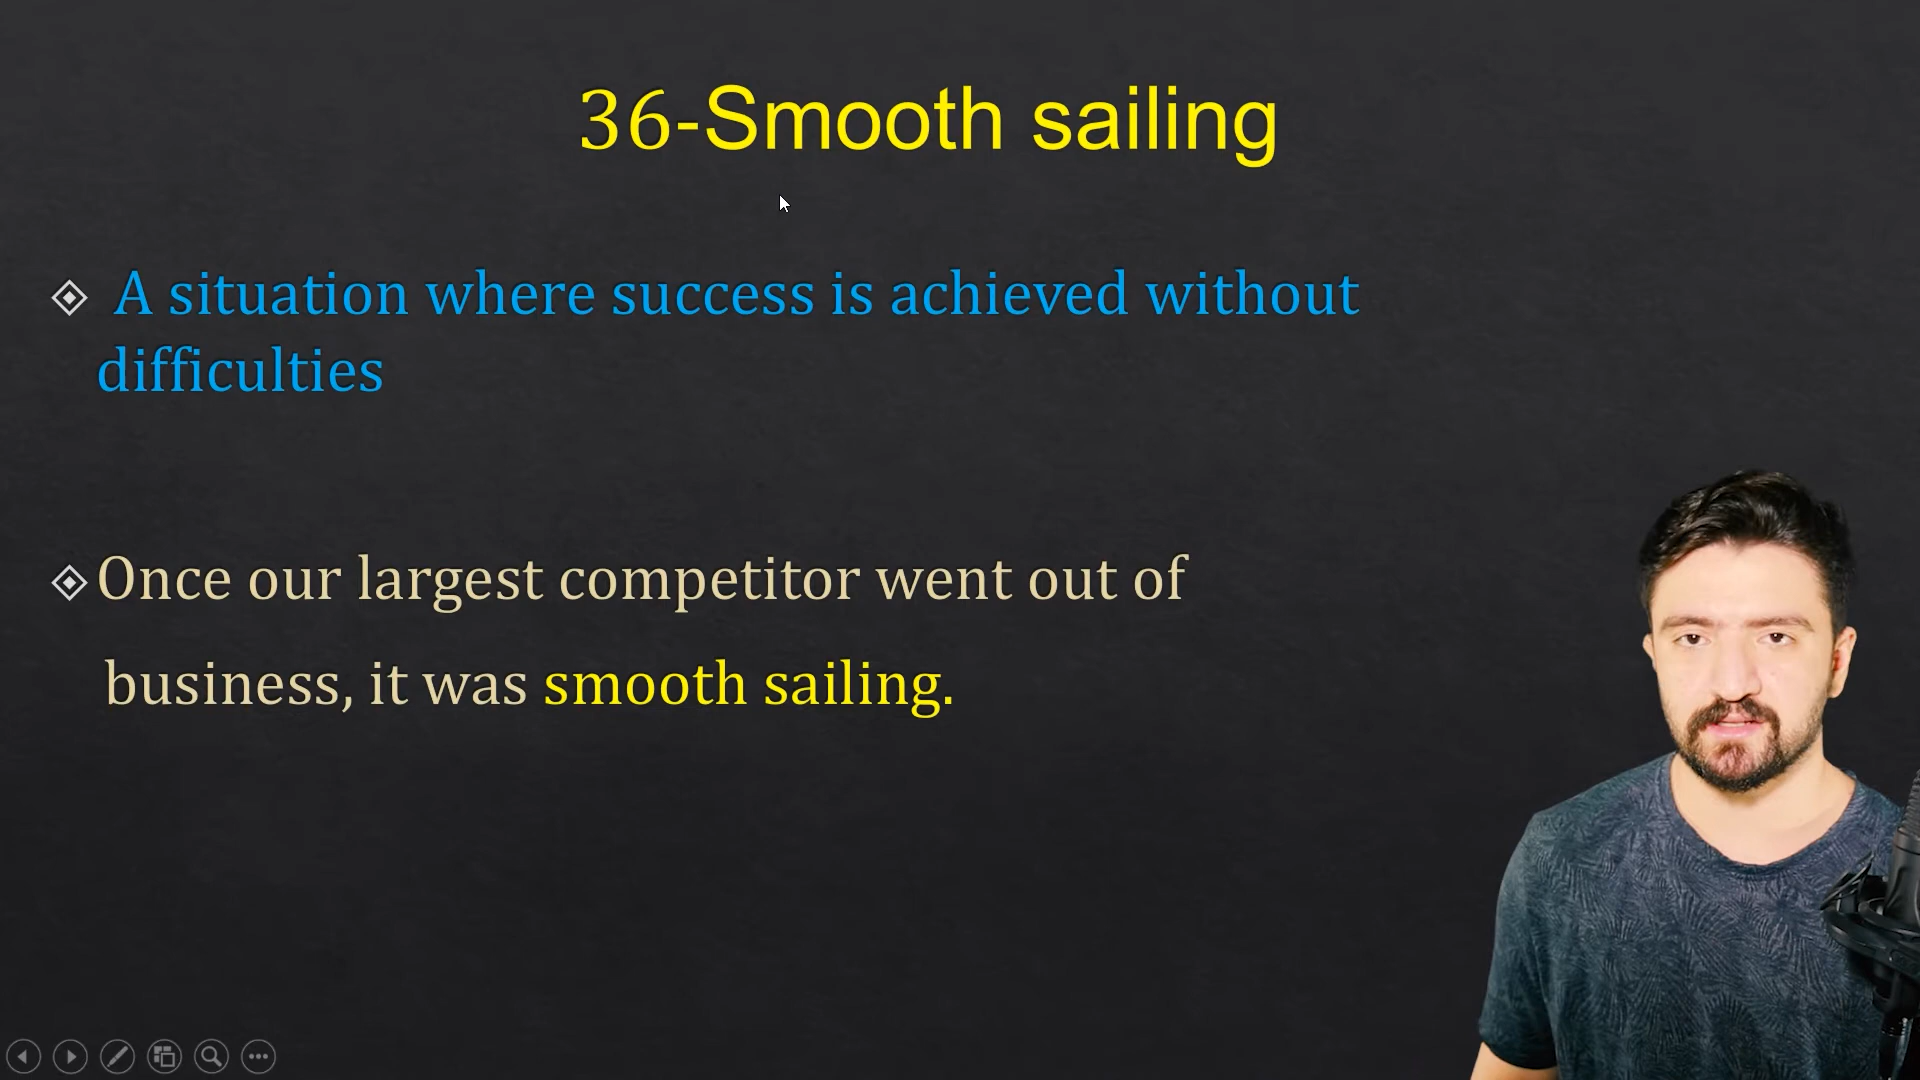 36-Smooth sailing
A situation where success is achieved without
difficulties
Once our largest competitor went out of
business, it was smooth sailing.